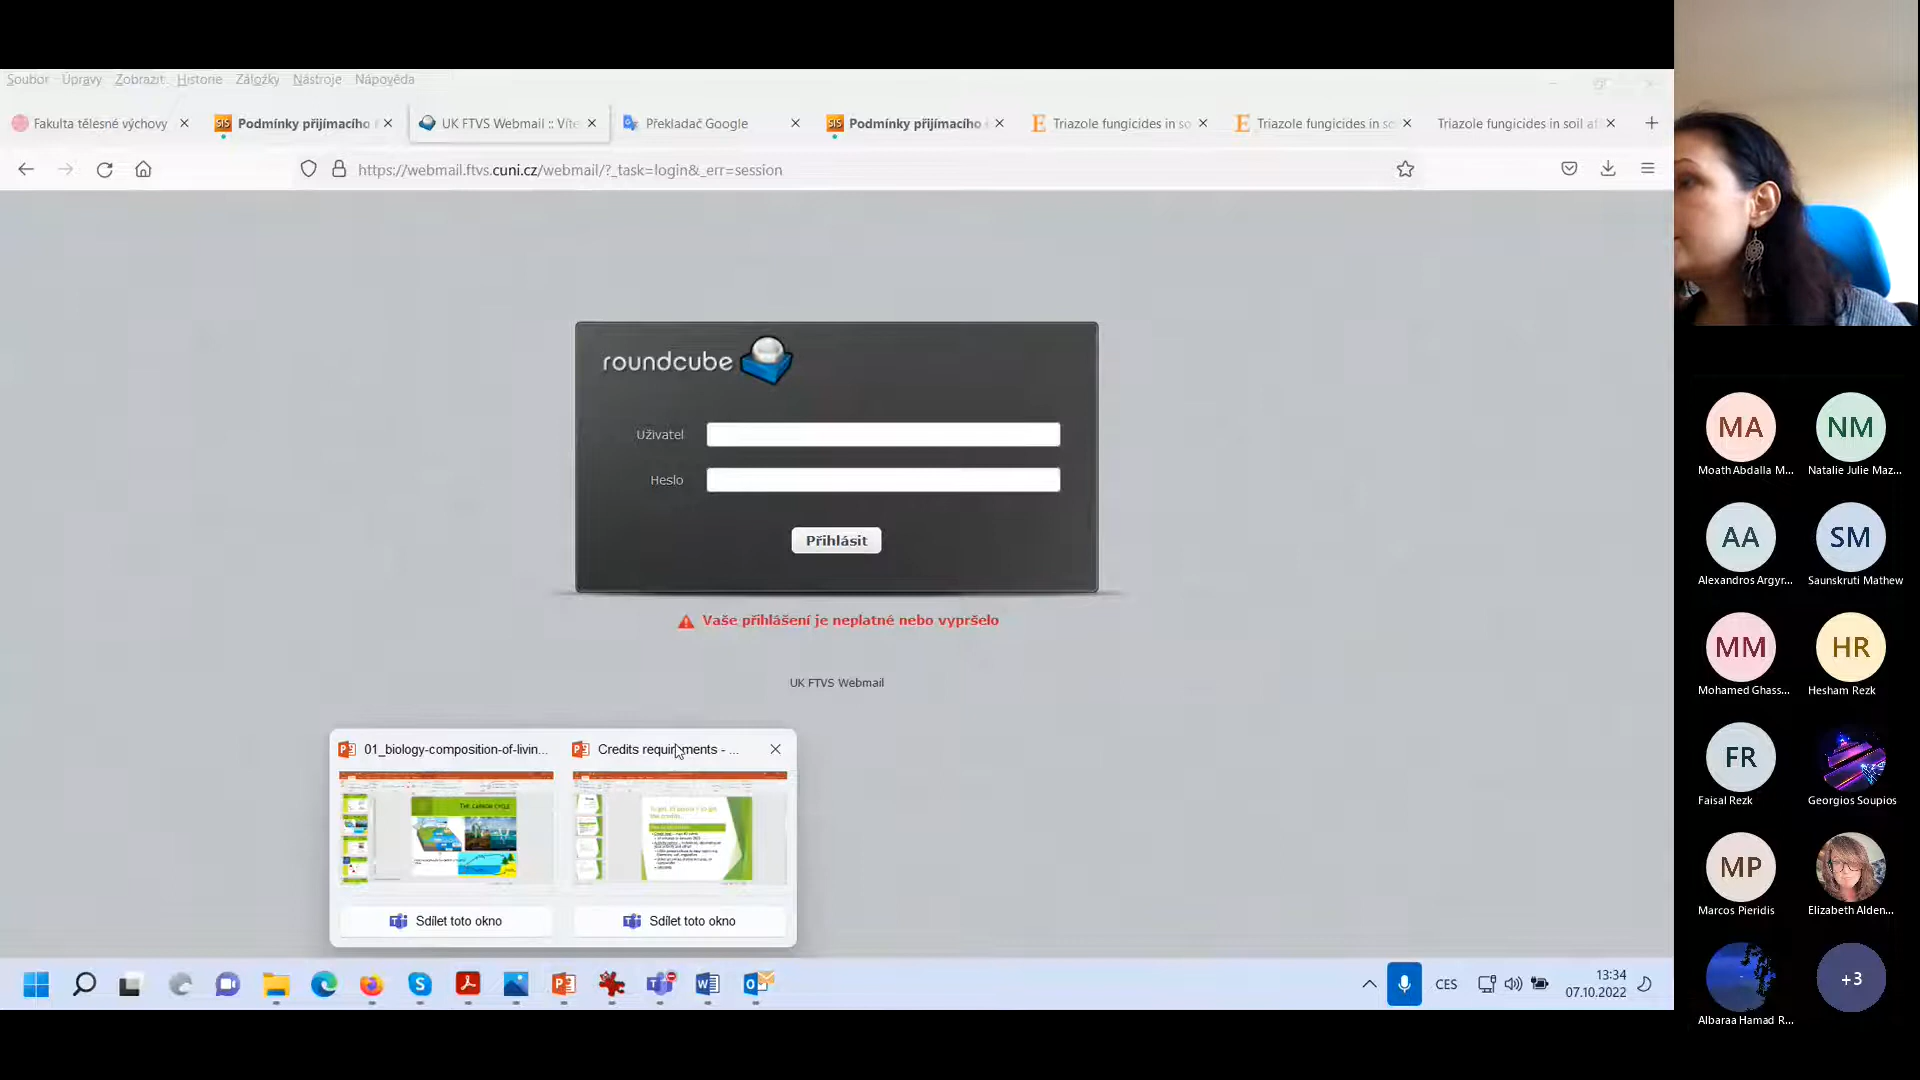 Soubor Úpravy Zobrazit Historie Záložky Nástroje Nápověda
Fakulta tělesné výchovy
Podmínky přijímacího
UK FTVS Webmail :: Víte
Překladač Google
Podmínky přijímacího
Triazole fungicides in so
Triazole fungicides in so
Triazole fungicides in soil af
https://webmail.ftvs.cuni.cz/webmail/?_task=login&_err=session
roundcube
Uživatel
Heslo
Přihlásit
Vaše přihlášení je neplatné nebo vypršelo
UK FTVS Webmail
01_biology-composition-of-livin...
Credits requirements - ...
THE CARBON CYCLE
Sdílet toto okno
Sdílet toto okno
CES
13:34
07.10.2022
MA
Moath Abdalla M...
NM
Natalie Julie Maz...
AA
Alexandros Argyr...
SM
Saunskruti Mathew
MM
Mohamed Ghass...
HR
Hesham Rezk
FR
Faisal Rezk
Georgios Soupios
MP
Marcos Pieridis
Elizabeth Alden...
Albaraa Hamad R...
+3